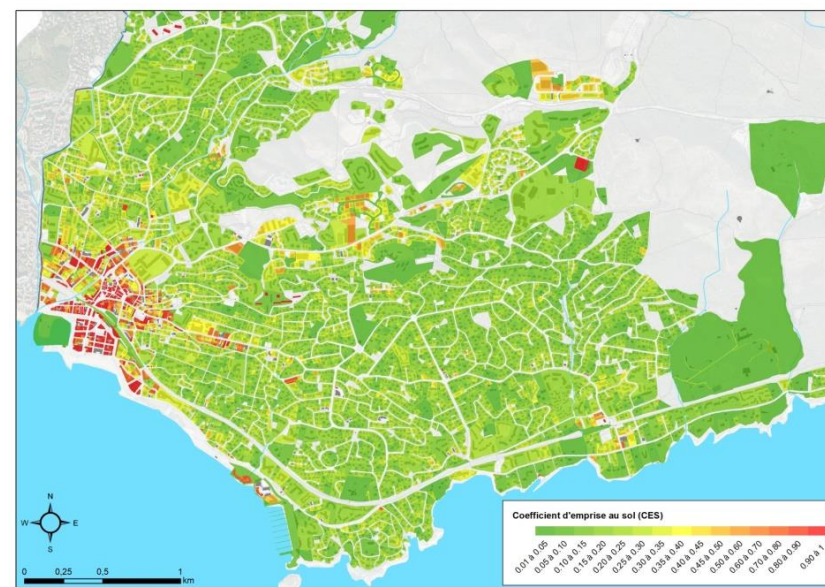 N
W E
S
0 0,25 0,5 1
km
Coefficient d'emprise au sol (CES)
0.01 à 0.05
0.05 à 0.10
0.10 à 0.15
0.15 à 0.20
0.20 à 0.25
0.25 à 0.30
0.30 à 0.35
0.35 à 0.40
0.40 à 0.45
0.45 à 0.50
0.50 à 0.60
0.60 à 0.70
0.70 à 0.80
0.80 à 0.90
0.90 à 1